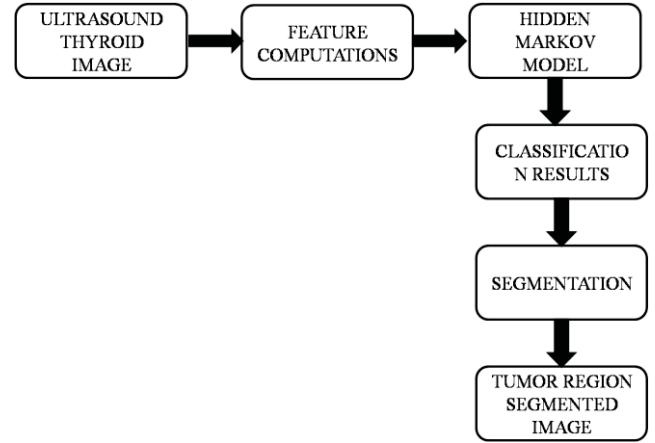 ULTRASOUND
THYROID
IMAGE
FEATURE
COMPUTATIONS
HIDDEN
MARKOV
MODEL
CLASSIFICATIO
N RESULTS
SEGMENTATION
TUMOR REGION
SEGMENTED
IMAGE